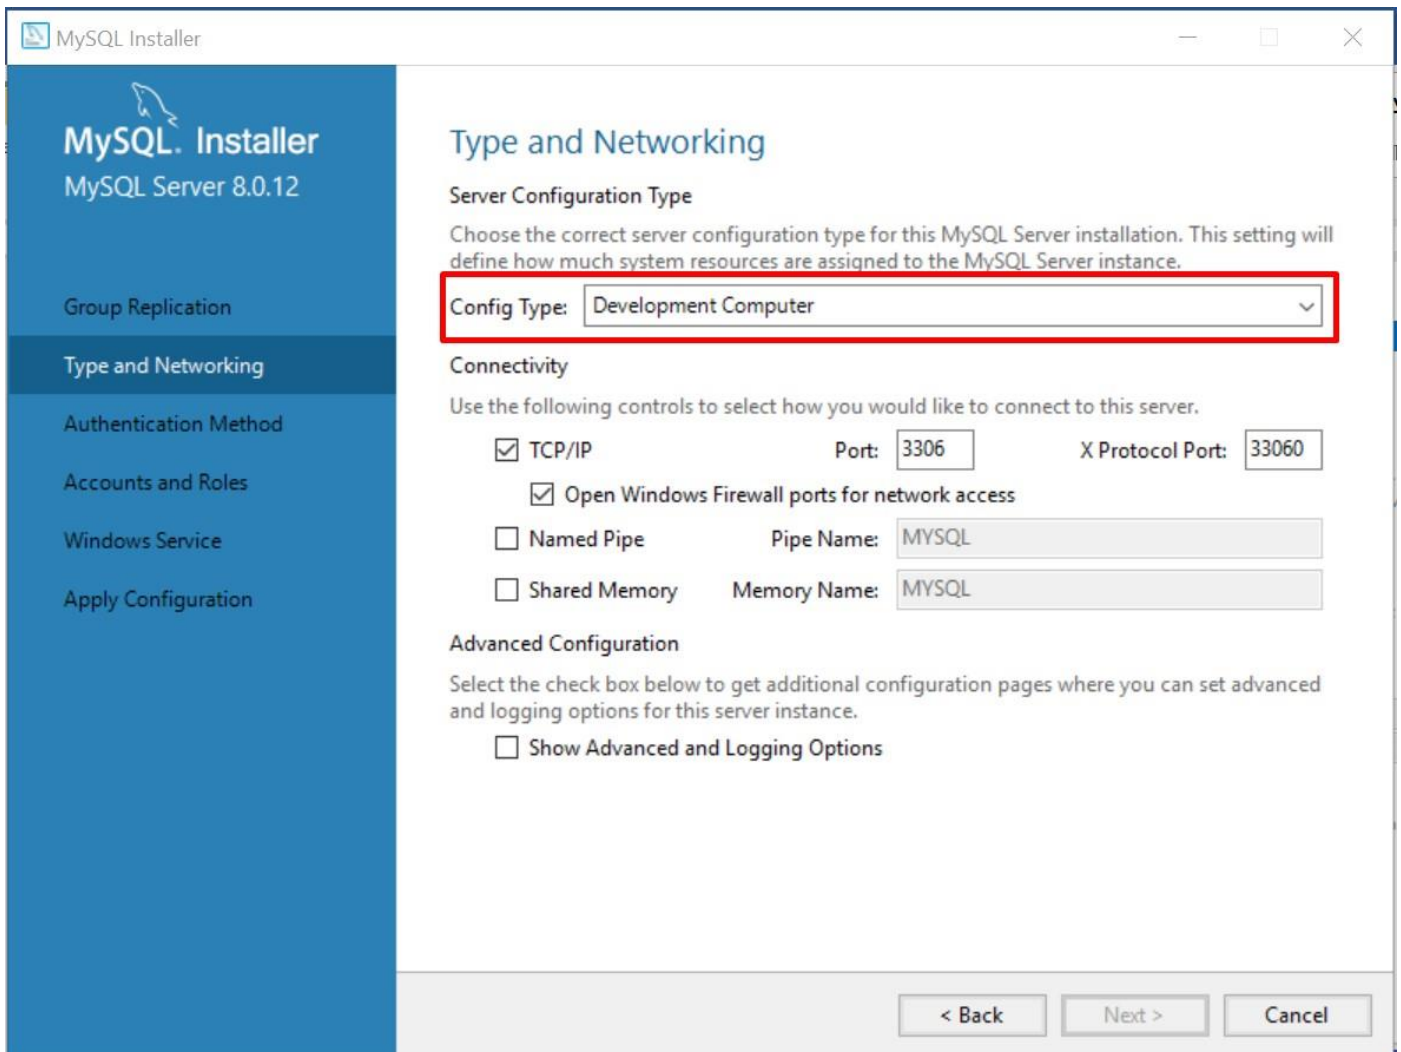 MySQL Installer
MySQL. Installer
MySQL Server 8.0.12
Group Replication
Type and Networking
Authentication Method
Accounts and Roles
Windows Service
Apply Configuration
Type and Networking
Server Configuration Type
Choose the correct server configuration type for this MySQL Server installation. This setting will
define how much system resources are assigned to the MySQL Server instance.
Config Type: Development Computer
Connectivity
Use the following controls to select how you would like to connect to this server.
TCP/IP Port: 3306 X Protocol Port: 33060
Open Windows Firewall ports for network access
Named Pipe Pipe Name: MYSQL
Shared Memory Memory Name: MYSQL
Advanced Configuration
Select the check box below to get additional configuration pages where you can set advanced
and logging options for this server instance.
Show Advanced and Logging Options
< Back Next > Cancel